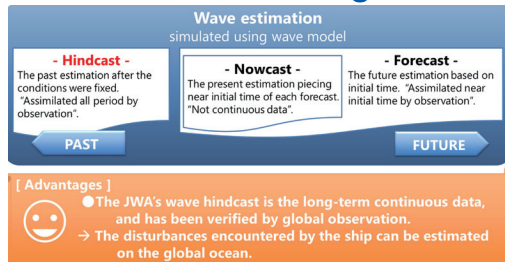 Wave estimation
simulated using wave model
- Hindcast -
The past estimation after the
conditions were fixed.
"Assimilated all period by
observation".
- Nowcast -
The present estimation piecing
near initial time of each forecast.
"Not continuous data".
- Forecast -
The future estimation based on
initial time. "Assimilated near
initial time by observation".
PAST
FUTURE
[ Advantages ]
●The JWA's wave hindcast is the long-term continuous data,
and has been verified by global observation.
→ The disturbances encountered by the ship can be estimated
on the global ocean.